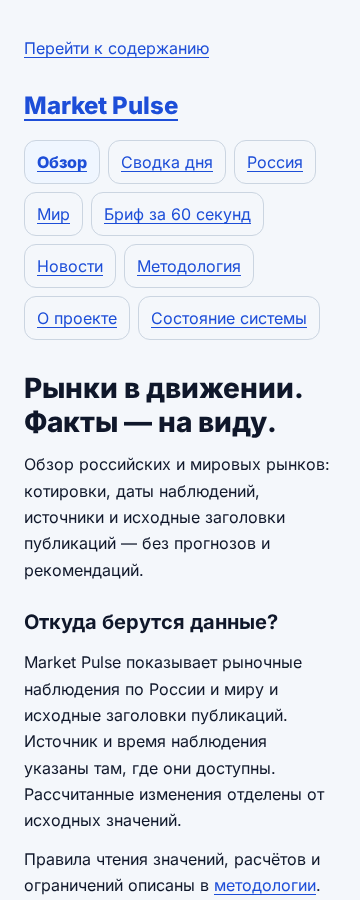 Перейти к содержанию
Market Pulse
Обзор
Сводка дня
Россия
Мир
Бриф за 60 секунд
Новости
Методология
О проекте
Состояние системы
Рынки в движении.
Факты — на виду.
Обзор российских и мировых рынков:
котировки, даты наблюдений,
источники и исходные заголовки
публикаций — без прогнозов и
рекомендаций.
Откуда берутся данные?
Market Pulse показывает рыночные
наблюдения по России и миру и
исходные заголовки публикаций.
Источник и время наблюдения
указаны там, где они доступны.
Рассчитанные изменения отделены от
исходных значений.
Правила чтения значений, расчётов и
ограничений описаны в методологии.